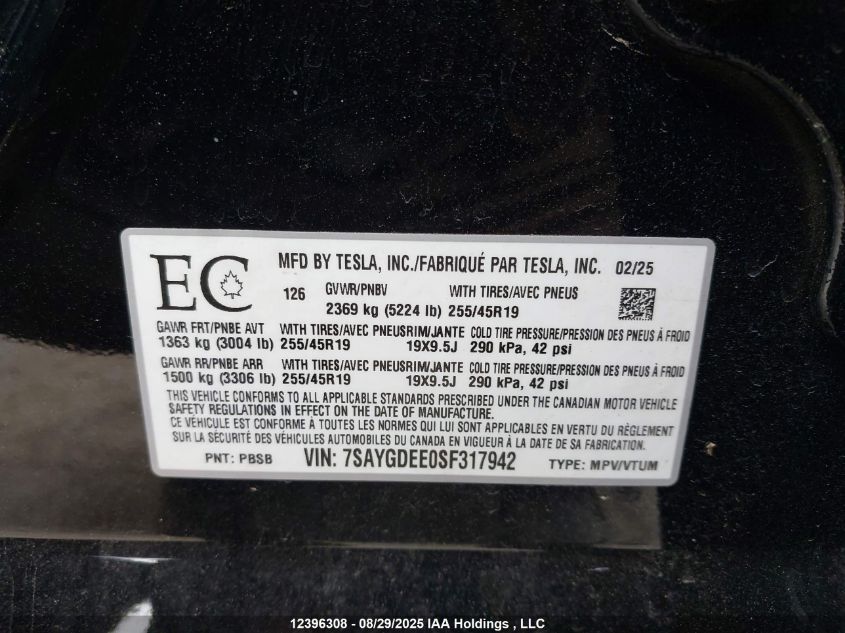 EC
MFD BY TESLA, INC./FABRIQUÉ PAR TESLA, INC. 02/25
126 GVWR/PNBV WITH TIRES/AVEC PNEUS
2369 kg (5224 lb) 255/45R19
GAWR FRT/PNBE AVT WITH TIRES/AVEC PNEUS RIM/JANTE COLD TIRE PRESSURE/PRESSION DES PNEUS À FROID
1363 kg (3004 lb) 255/45R19 19X9.5J 290 kPa, 42 psi
GAWR RR/PNBE ARR WITH TIRES/AVEC PNEUS RIM/JANTE COLD TIRE PRESSURE/PRESSION DES PNEUS À FROID
1500 kg (3306 lb) 255/45R19 19X9.5J 290 kPa, 42 psi
THIS VEHICLE CONFORMS TO ALL APPLICABLE STANDARDS PRESCRIBED UNDER THE CANADIAN MOTOR VEHICLE
SAFETY REGULATIONS IN EFFECT ON THE DATE OF MANUFACTURE.
CE VÉHICULE EST CONFORME À TOUTES LES NORMES QUI LUI SONT APPLICABLES EN VERTU DU RÈGLEMENT
SUR LA SÉCURITÉ DES VÉHICULES AUTOMOBILES DU CANADA EN VIGUEUR À LA DATE DE SA FABRICATION.
PNT: PBSB VIN: 7SAYGDEE0SF317942 TYPE: MPV/VTUM
12396308 - 08/29/2025 IAA Holdings , LLC